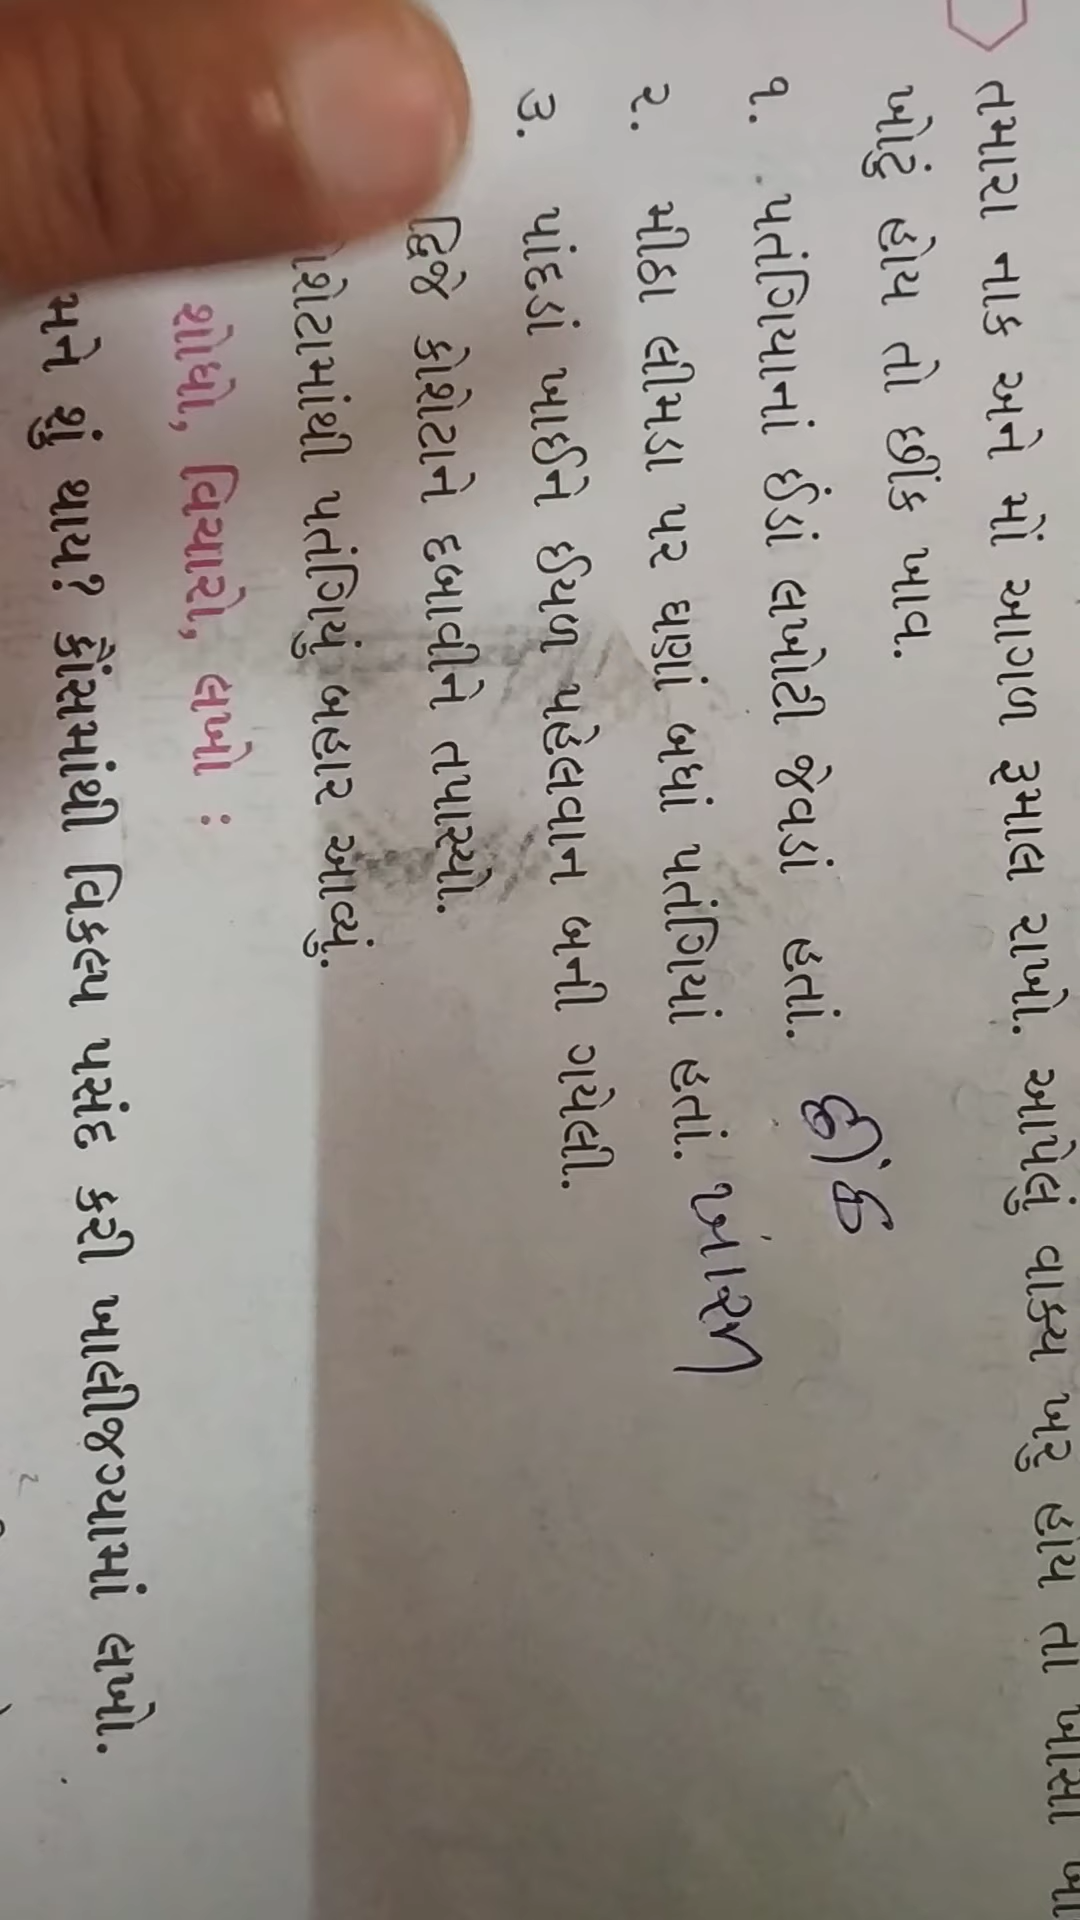 તમારા નાક અને મોં આગળ રૂમાલ રાખો. આપેલું વાક્ય ખરું હોય તો ખાંસી ખા
ખોટું હોય તો છીંક ખાવ.
૧. પતંગિયાનાં ઈંડાં લખોટી જેવડાં હતાં. છીંક
૨. મીઠા લીમડા પર ઘણાં બધાં પતંગિયાં હતાં.
૩. પાંદડાં ખાઈને ઈયળ પહેલવાન બની ગયેલી.
દ્વિજે કોશેટાને દબાવીને તપાસ્યો.
શેટામાંથી પતંગિયું બહાર આવ્યું.
શોધો, વિચારો, લખો :
મને શું થાય? કૌંસમાંથી વિકલ્પ પસંદ કરી ખાલીજગ્યામાં લખો.